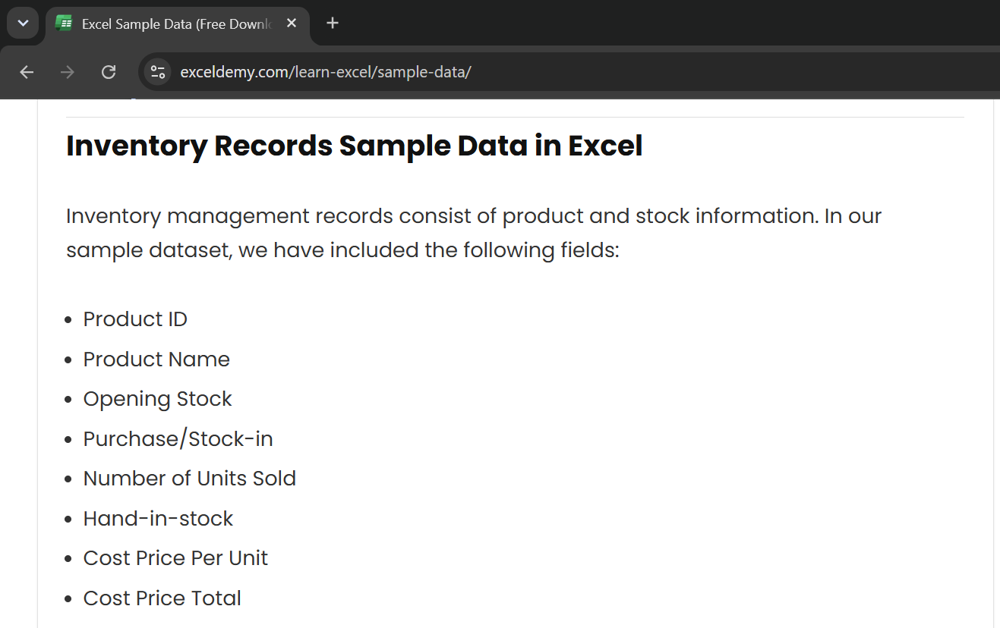 Excel Sample Data (Free Downl
exceldemy.com/learn-excel/sample-data/
Inventory Records Sample Data in Excel
Inventory management records consist of product and stock information. In our
sample dataset, we have included the following fields:
• Product ID
• Product Name
• Opening Stock
• Purchase/Stock-in
• Number of Units Sold
• Hand-in-stock
• Cost Price Per Unit
• Cost Price Total